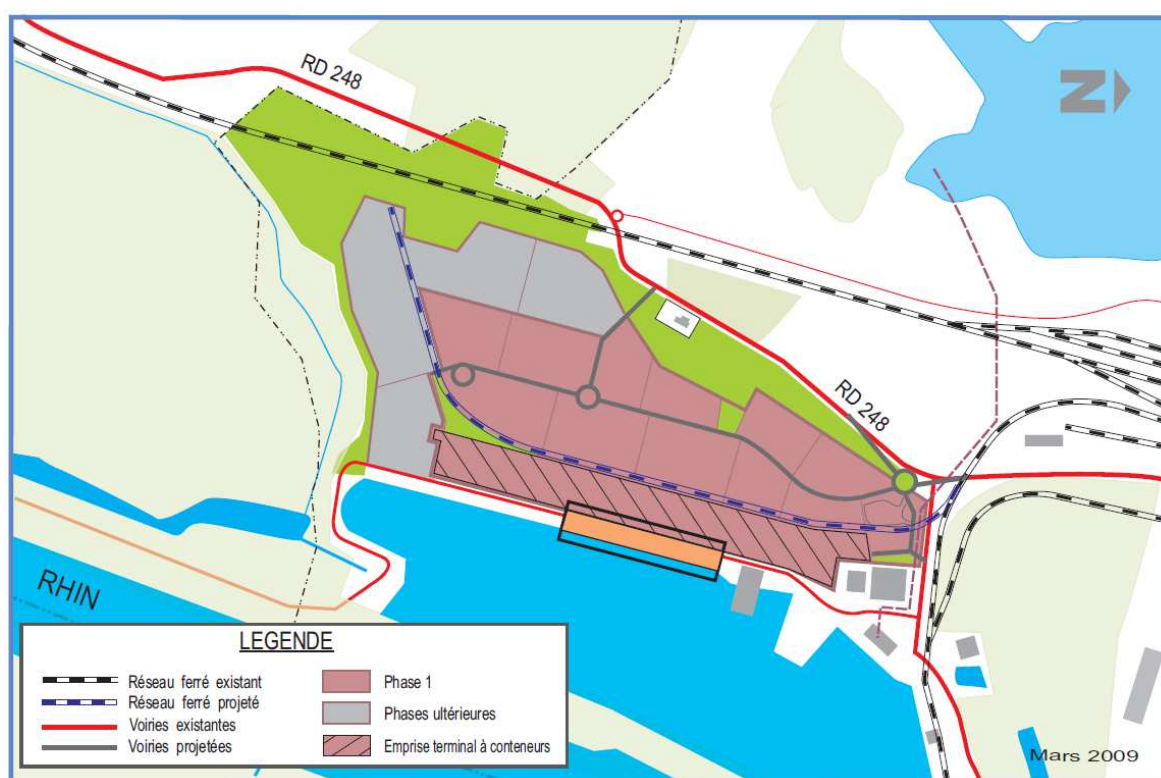 RD 248
N
RD 248
RHIN
LEGENDE
Réseau ferré existant
Réseau ferré projeté
Voiries existantes
Voiries projetées
Phase 1
Phases ultérieures
Emprise terminal à conteneurs
Mars 2009